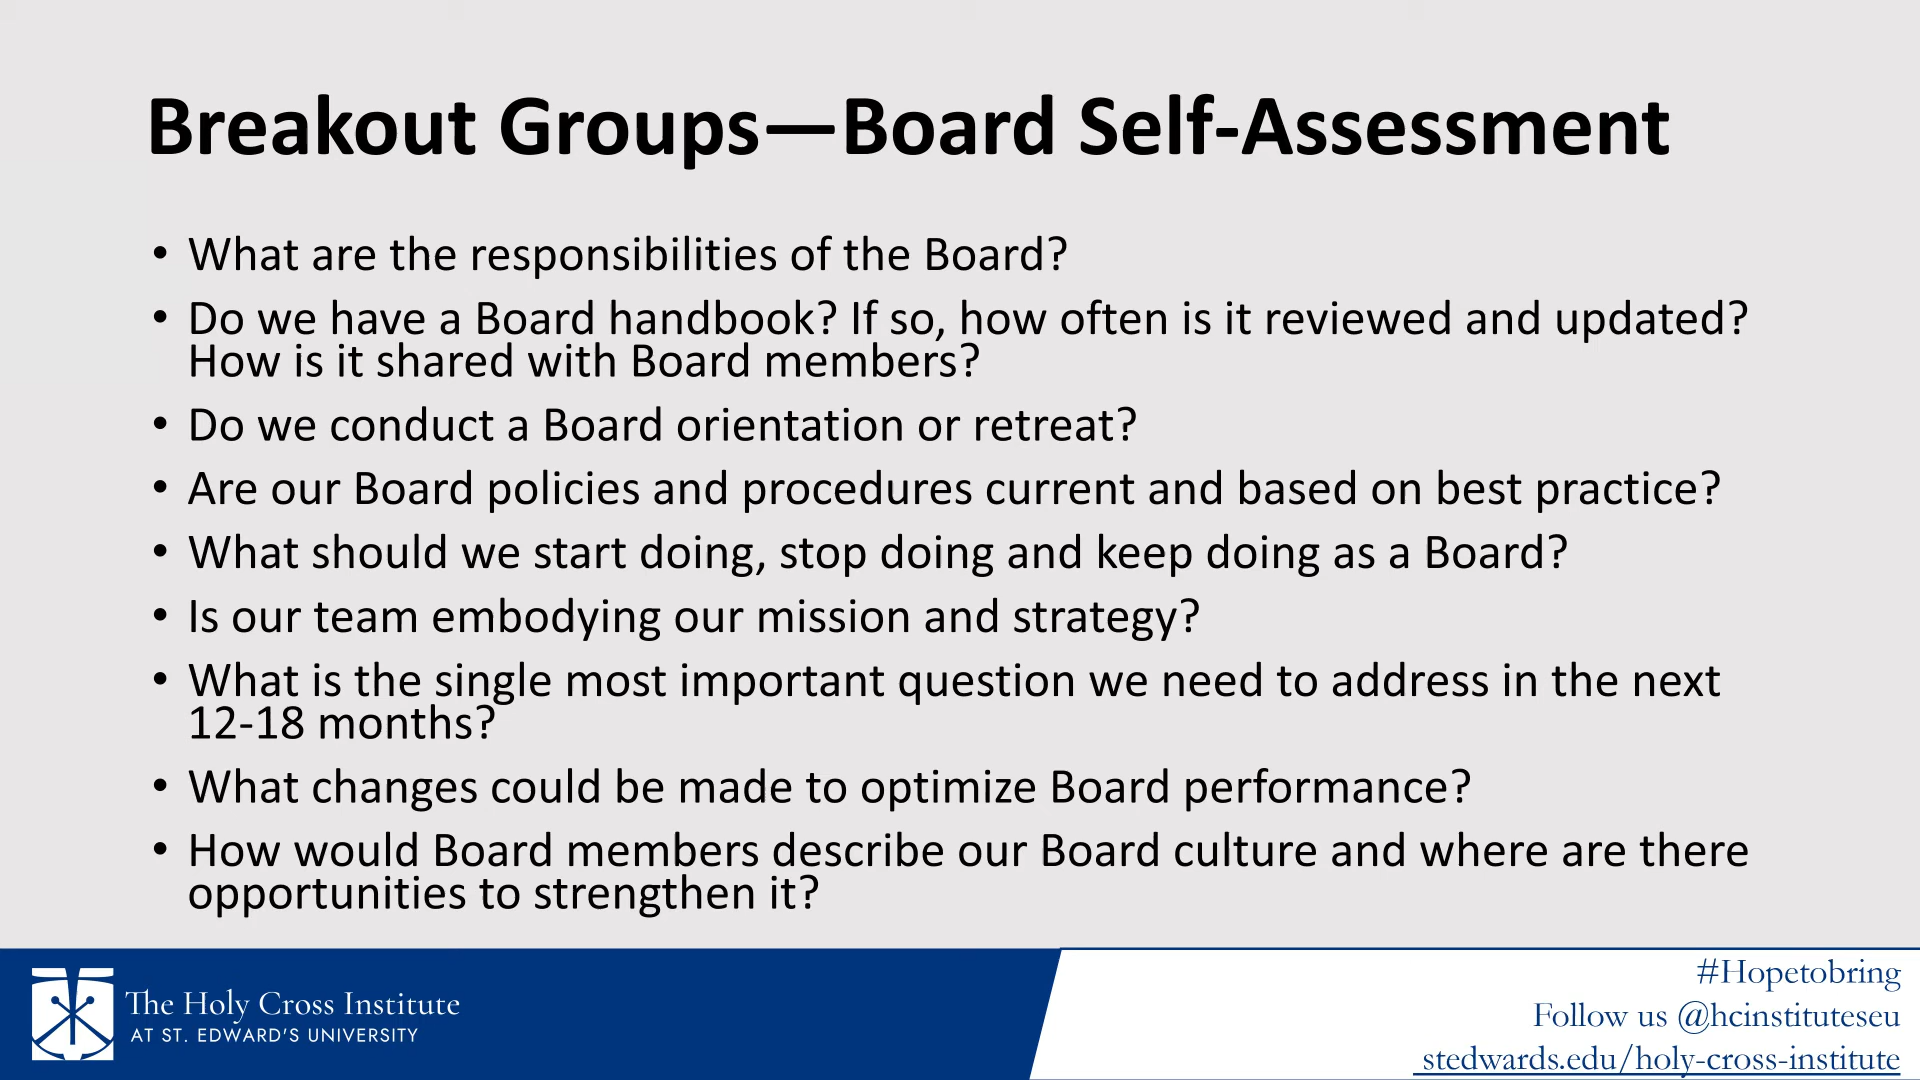 Breakout Groups—Board Self-Assessment
• What are the responsibilities of the Board?
• Do we have a Board handbook? If so, how often is it reviewed and updated?
How is it shared with Board members?
• Do we conduct a Board orientation or retreat?
• Are our Board policies and procedures current and based on best practice?
• What should we start doing, stop doing and keep doing as a Board?
• Is our team embodying our mission and strategy?
• What is the single most important question we need to address in the next
12-18 months?
• What changes could be made to optimize Board performance?
• How would Board members describe our Board culture and where are there
opportunities to strengthen it?
The Holy Cross Institute
AT ST. EDWARD'S UNIVERSITY
#Hopetobring
Follow us @hcinstituteseu
stedwards.edu/holy-cross-institute